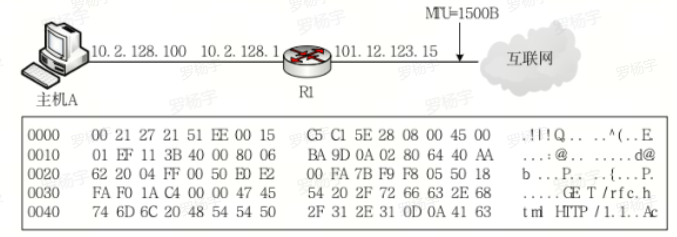 MTU=1500B
10.2.128.100 10.2.128.1 101.12.123.15
互联网
主机A
R1
0000 00 21 27 21 51 EE 00 15 C5 C1 5E 28 08 00 45 00 .!|!Q... ..^(..E.
0010 01 EF 11 3B 40 00 80 06 BA 9D 0A 02 80 64 40 AA ...:@... .....d@
0020 62 20 04 FF 00 50 E0 E2 00 FA 7B F9 F8 05 50 18 b ...P.. ..{...P.
0030 FA F0 1A C4 00 00 47 45 54 20 2F 72 66 63 2E 68 ......GE T /rfc.h
0040 74 6D 6C 20 48 54 54 50 2F 31 2E 31 0D 0A 41 63 tml HTTP /1.1..Ac
罗杨宇